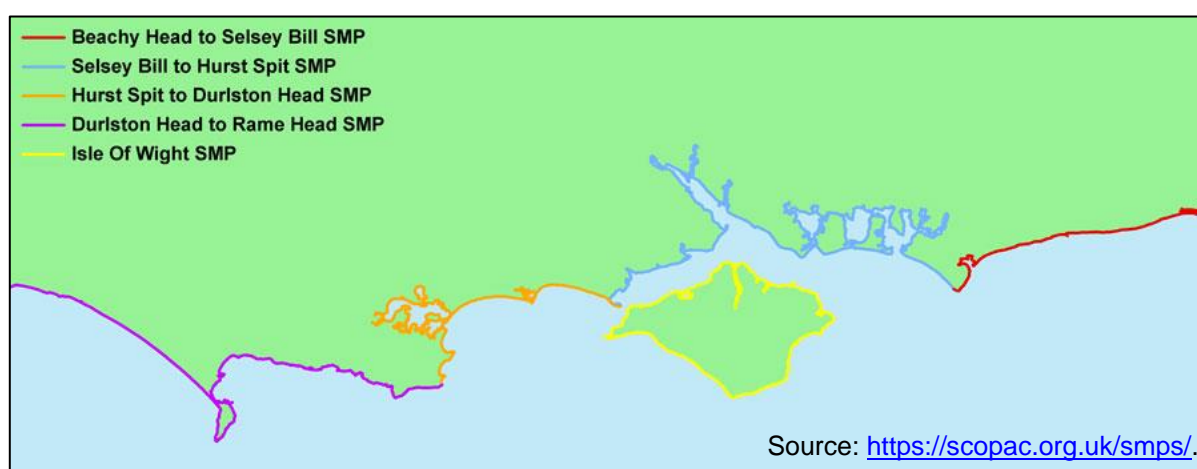 Beachy Head to Selsey Bill SMP
Selsey Bill to Hurst Spit SMP
Hurst Spit to Durlston Head SMP
Durlston Head to Rame Head SMP
Isle Of Wight SMP
Source: https://scopac.org.uk/smps/.